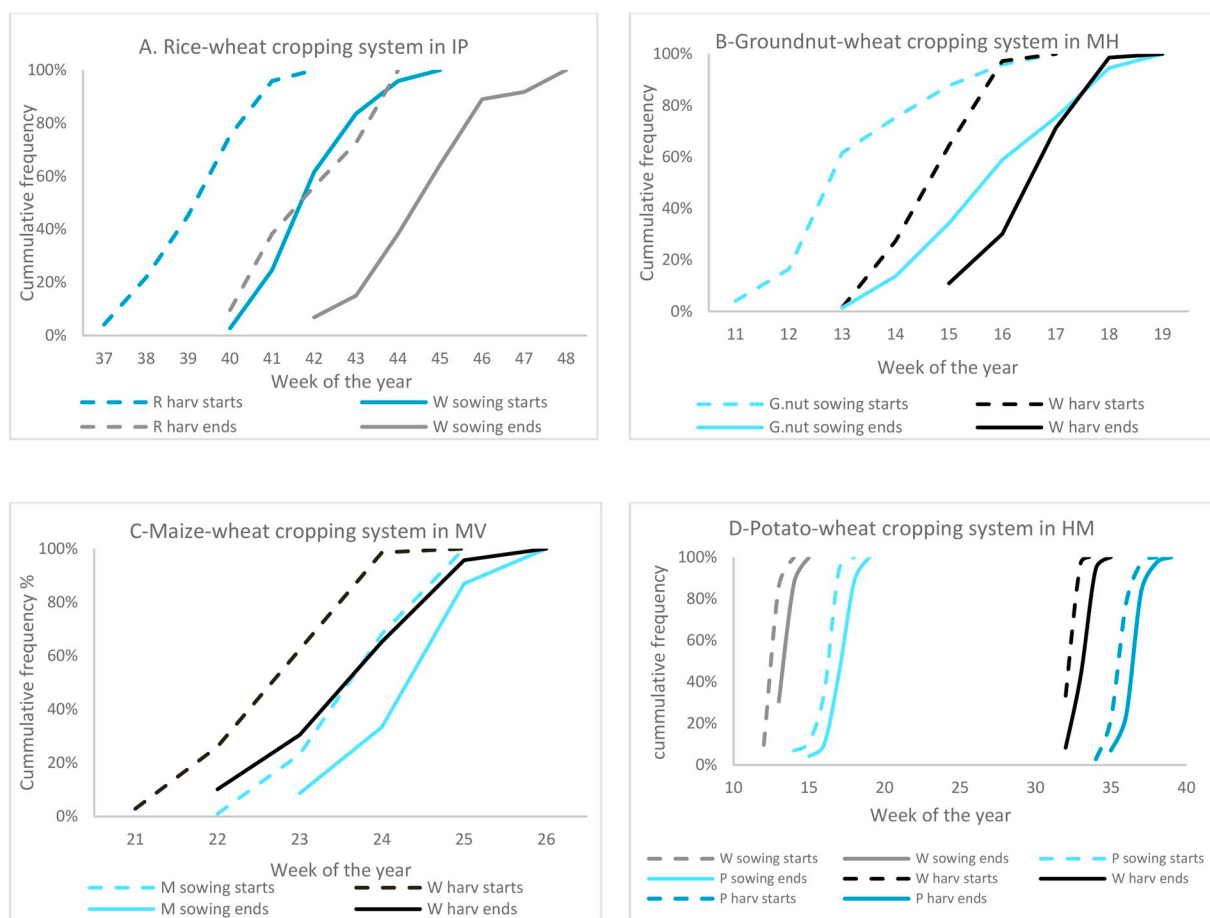 A. Rice-wheat cropping system in IP
100%
80%
60%
40%
20%
0%
Cummulative frequency
37 38 39 40 41 42 43 44 45 46 47 48
Week of the year
R harv starts W sowing starts
R harv ends W sowing ends
B-Groundnut-wheat cropping system in MH
100%
80%
60%
40%
20%
0%
Cummulative frequency
11 12 13 14 15 16 17 18 19
Week of the year
G.nut sowing starts W harv starts
G.nut sowing ends W harv ends
C-Maize-wheat cropping system in MV
100%
80%
60%
40%
20%
0%
Cummulative frequency %
21 22 23 24 25 26
Week of the year
M sowing starts W harv starts
M sowing ends W harv ends
D-Potato-wheat cropping system in HM
100%
80%
60%
40%
20%
0%
cummulative frequency
10 15 20 25 30 35 40
Week of the year
W sowing starts W sowing ends P sowing starts
P sowing ends W harv starts W harv ends
P harv starts P harv ends